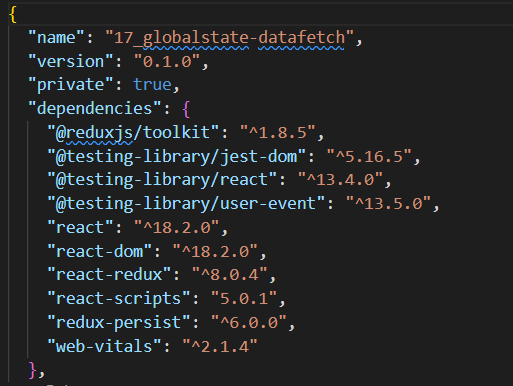 {
"name": "17_globalstate-datafetch",
"version": "0.1.0",
"private": true,
"dependencies": {
"@reduxjs/toolkit": "^1.8.5",
"@testing-library/jest-dom": "^5.16.5",
"@testing-library/react": "^13.4.0",
"@testing-library/user-event": "^13.5.0",
"react": "^18.2.0",
"react-dom": "^18.2.0",
"react-redux": "^8.0.4",
"react-scripts": "5.0.1",
"redux-persist": "^6.0.0",
"web-vitals": "^2.1.4"
},